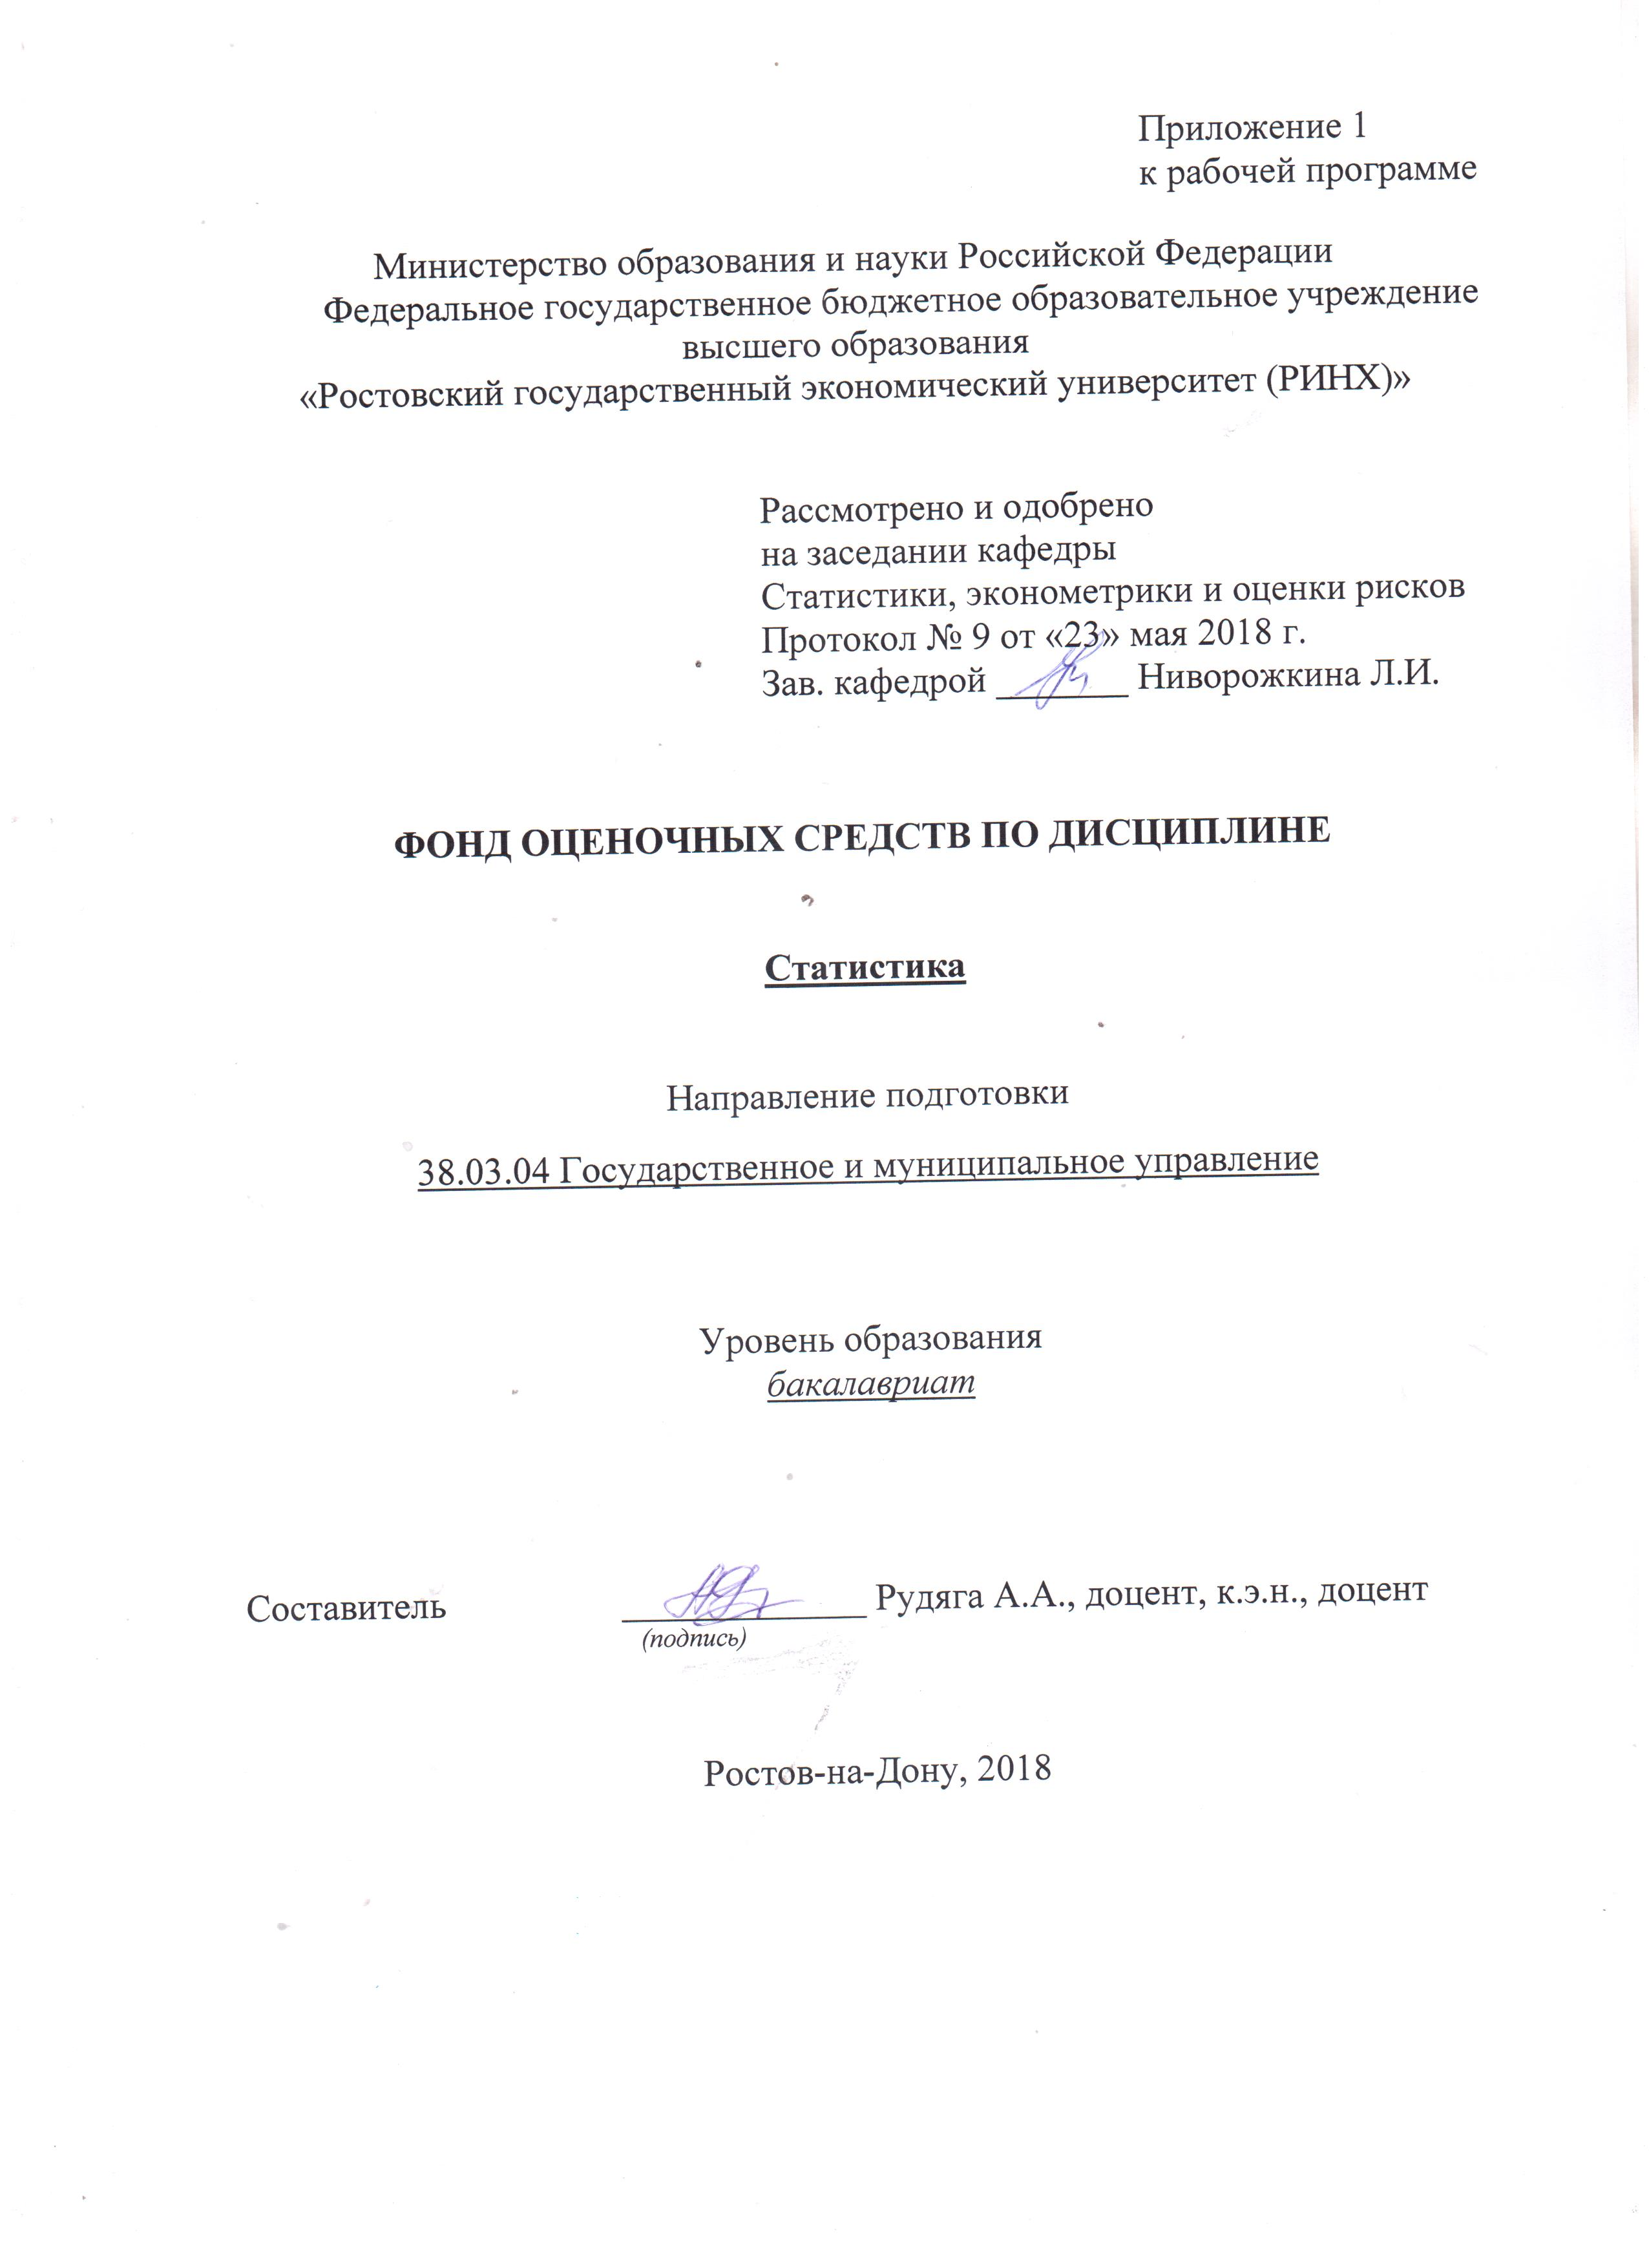 Приложение 1
к рабочей программе
Министерство образования и науки Российской Федерации
Федеральное государственное бюджетное образовательное учреждение
высшего образования
«Ростовский государственный экономический университет (РИНХ)»
Рассмотрено и одобрено
на заседании кафедры
Статистики, эконометрики и оценки рисков
Протокол № 9 от «23» мая 2018 г.
Зав. кафедрой ________ Ниворожкина Л.И.
ФОНД ОЦЕНОЧНЫХ СРЕДСТВ ПО ДИСЦИПЛИНЕ
Статистика
Направление подготовки
38.03.04 Государственное и муниципальное управление
Уровень образования
бакалавриат
Составитель ______________ Рудяга А.А., доцент, к.э.н., доцент
(подпись)
Ростов-на-Дону, 2018